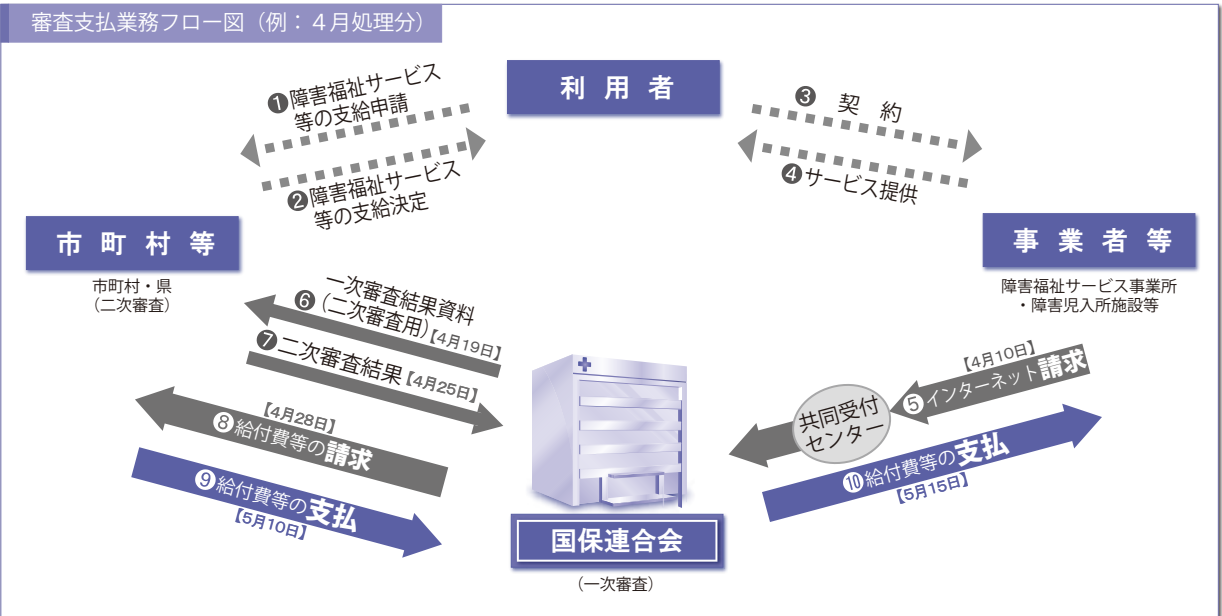 審査支払業務フロー図（例：４月処理分）
利用者
❶障害福祉サービス
等の支給申請
❷障害福祉サービス
等の支給決定
❸ 契 約
❹サービス提供
市町村等
市町村・県
（二次審査）
事業者等
障害福祉サービス事業所
・障害児入所施設等
❻一次審査結果資料
（二次審査用）【4月19日】
❼二次審査結果【4月25日】
【4月28日】
⑧給付費等の請求
⑨給付費等の支払
【5月10日】
【4月10日】
⑤インターネット請求
共同受付
センター
⑩給付費等の支払
【5月15日】
国保連合会
（一次審査）